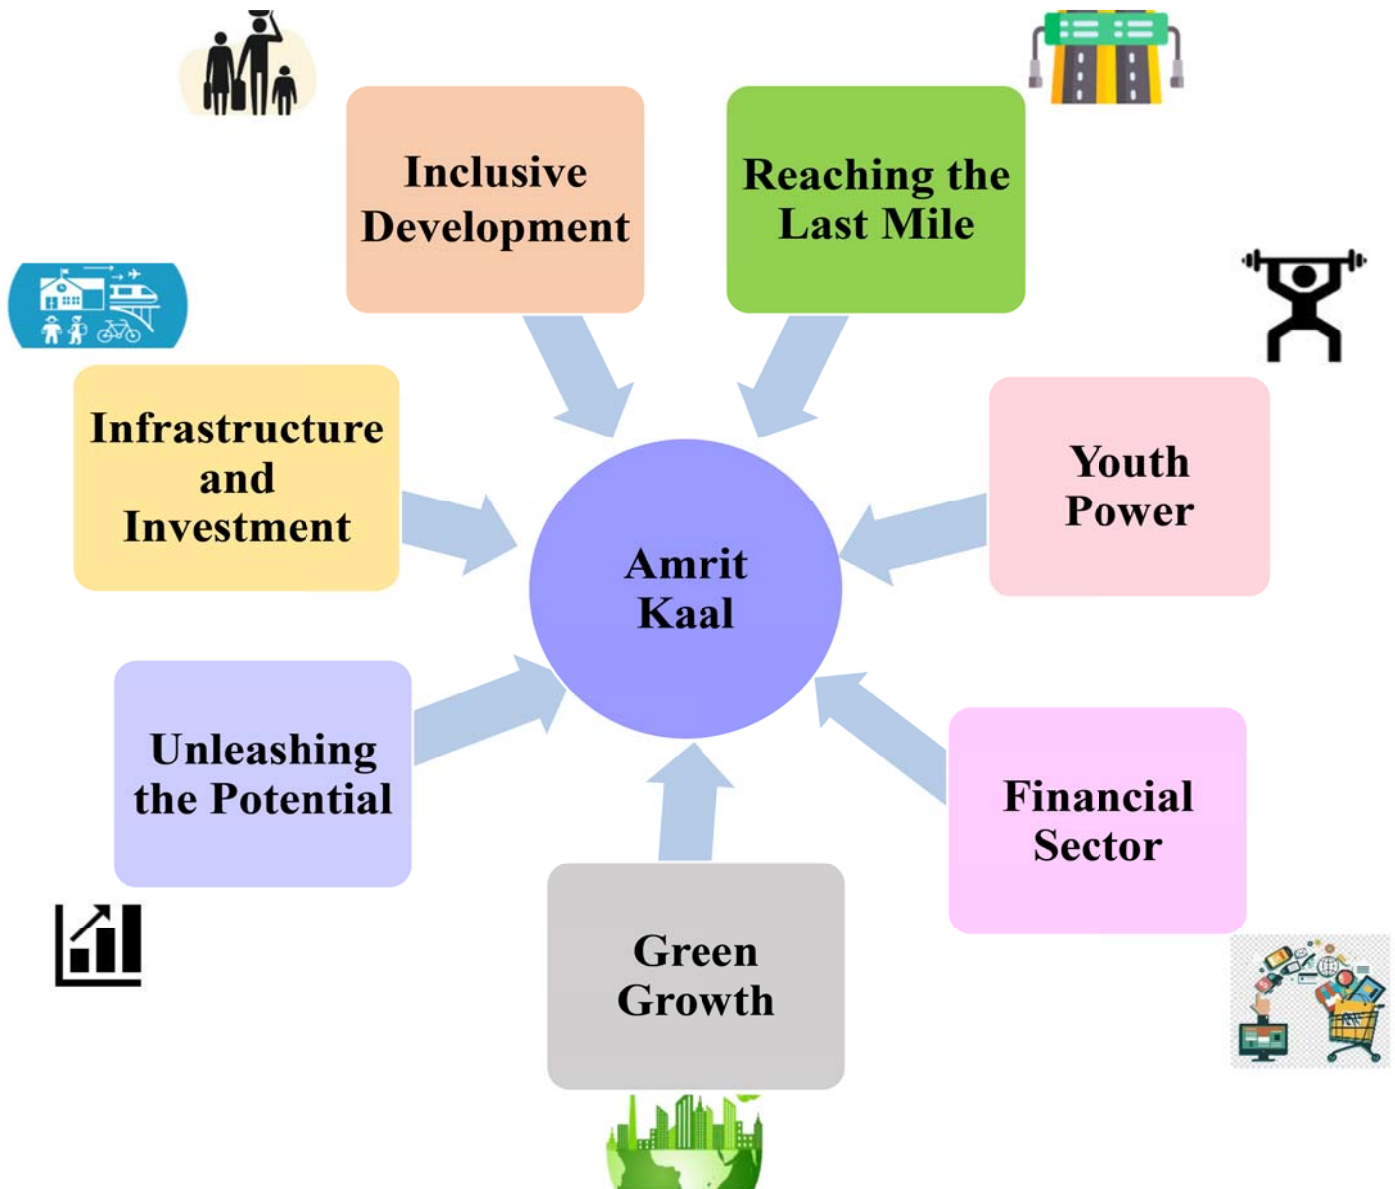 Inclusive
Development
Reaching the
Last Mile
Infrastructure
and
Investment
Youth
Power
Amrit
Kaal
Unleashing
the Potential
Financial
Sector
Green
Growth